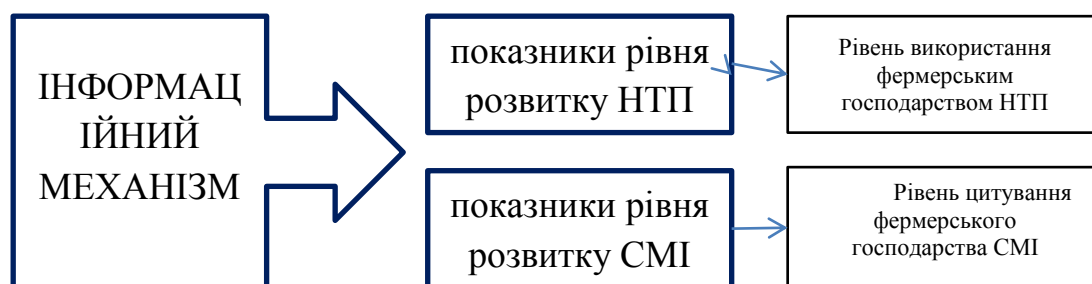 ІНФОРМАЦ
ІЙНИЙ
МЕХАНІЗМ
показники рівня
розвитку НТП
Рівень використання
фермерським
господарством НТП
показники рівня
розвитку СМІ
Рівень цитування
фермерського
господарства СМІ